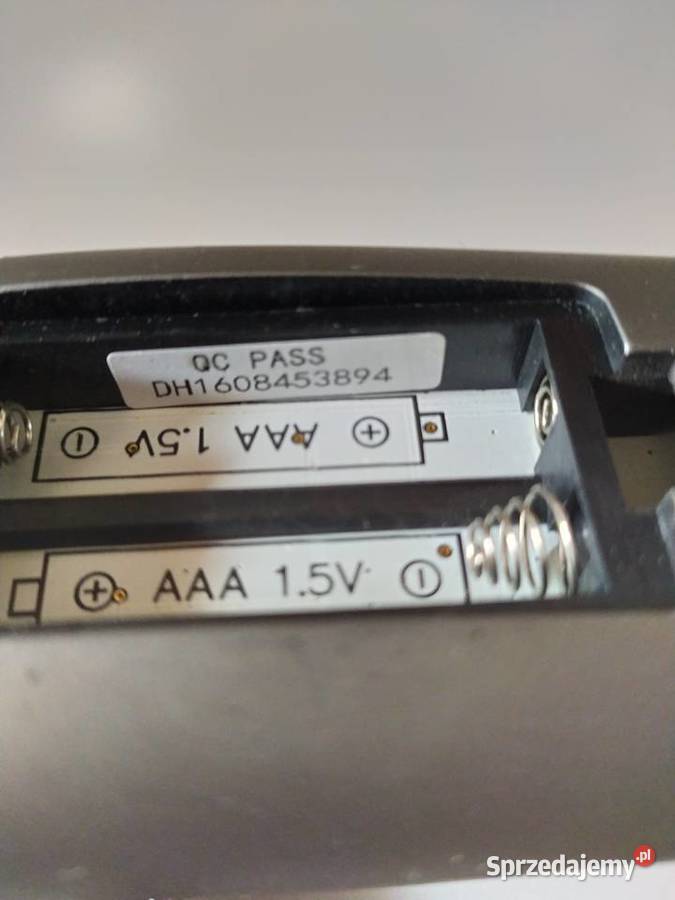 QC PASS
DH1608453894
AAA 1.5V
AAA 1.5V
Sprzedajemy.pl